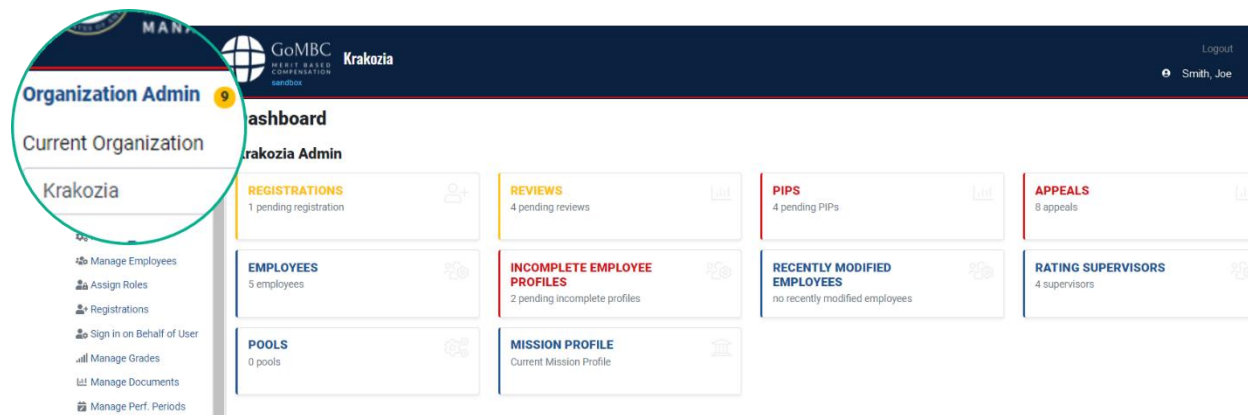 MANA
GoMBC
MERIT BASED
COMPENSATION
sandbox
Krakozia
Logout
Smith, Joe
Organization Admin 9
Current Organization
Krakozia
ashboard
rakozia Admin
REGISTRATIONS
1 pending registration
REVIEWS
4 pending reviews
PIPS
4 pending PIPs
APPEALS
8 appeals
EMPLOYEES
5 employees
INCOMPLETE EMPLOYEE
PROFILES
2 pending incomplete profiles
RECENTLY MODIFIED
EMPLOYEES
no recently modified employees
RATING SUPERVISORS
4 supervisors
POOLS
0 pools
MISSION PROFILE
Current Mission Profile
Manage Employees
Assign Roles
Registrations
Sign in on Behalf of User
Manage Grades
Manage Documents
Manage Perf. Periods